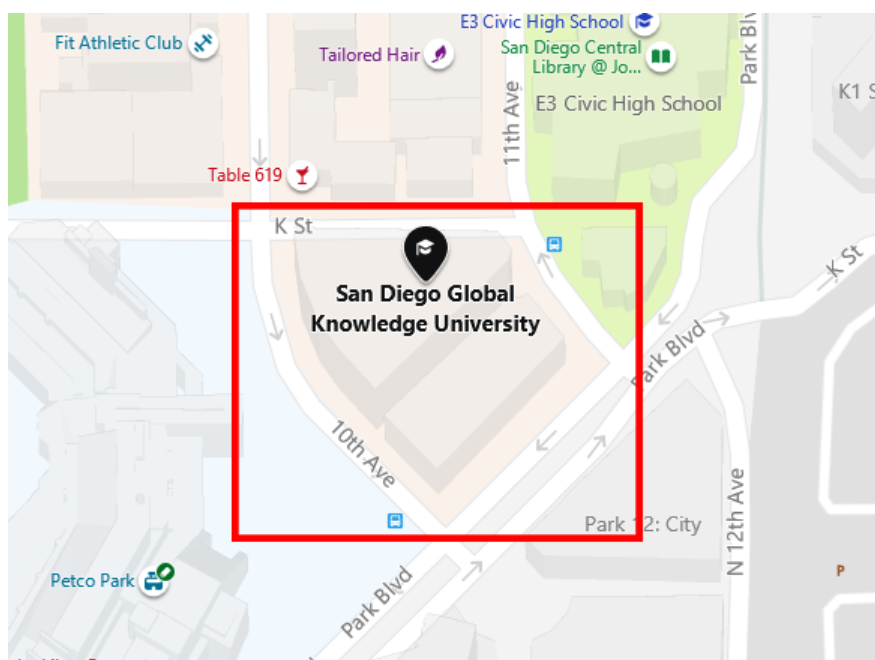 E3 Civic High School
Fit Athletic Club
Tailored Hair
San Diego Central
Library @ Jo...
Park Blv
K1 S
E3 Civic High School
11th Ave
Table 619
K St
K St
San Diego Global
Knowledge University
Park Blvd
10th Ave
Park 12: City
N 12th Ave
Petco Park
P
Park Blvd